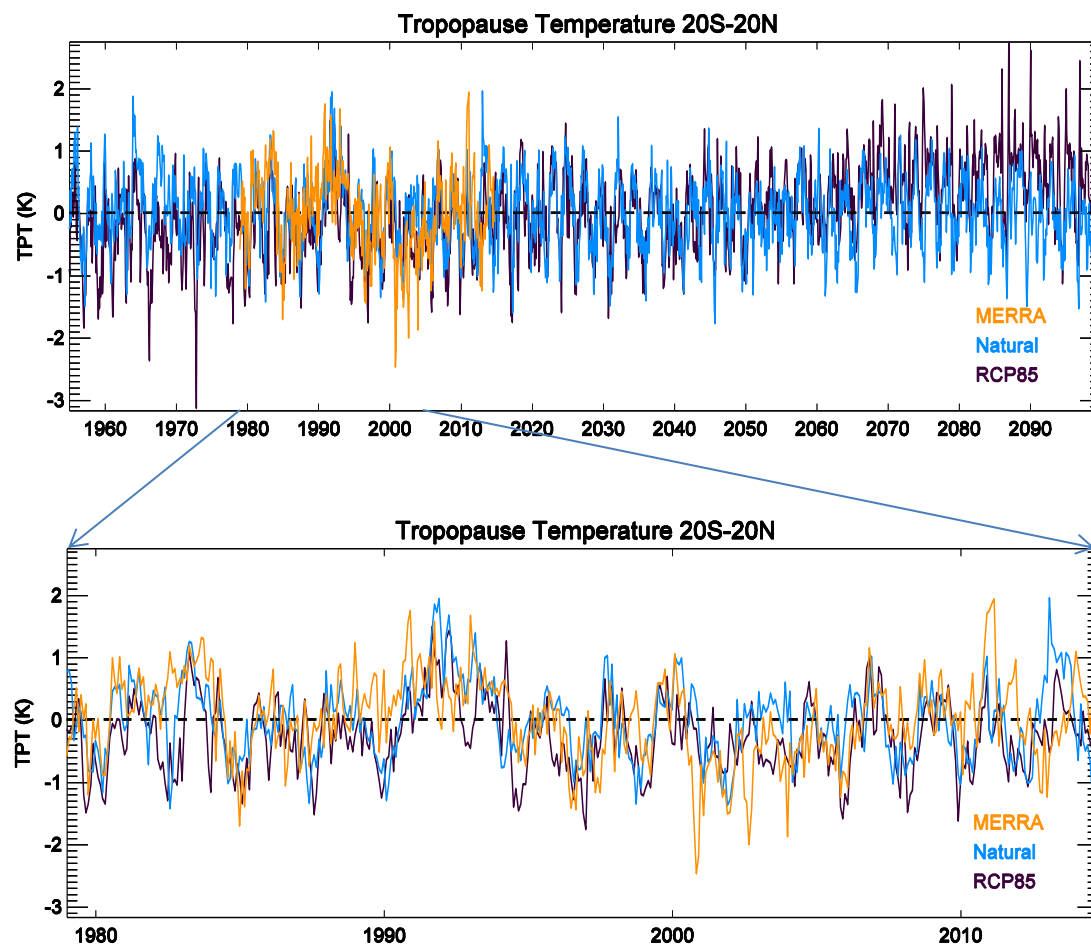 Tropopause Temperature 20S-20N
TPT (K)
2
1
0
-1
-2
-3
MERRA
Natural
RCP85
1960 1970 1980 1990 2000 2010 2020 2030 2040 2050 2060 2070 2080 2090
Tropopause Temperature 20S-20N
TPT (K)
2
1
0
-1
-2
-3
MERRA
Natural
RCP85
1980 1990 2000 2010